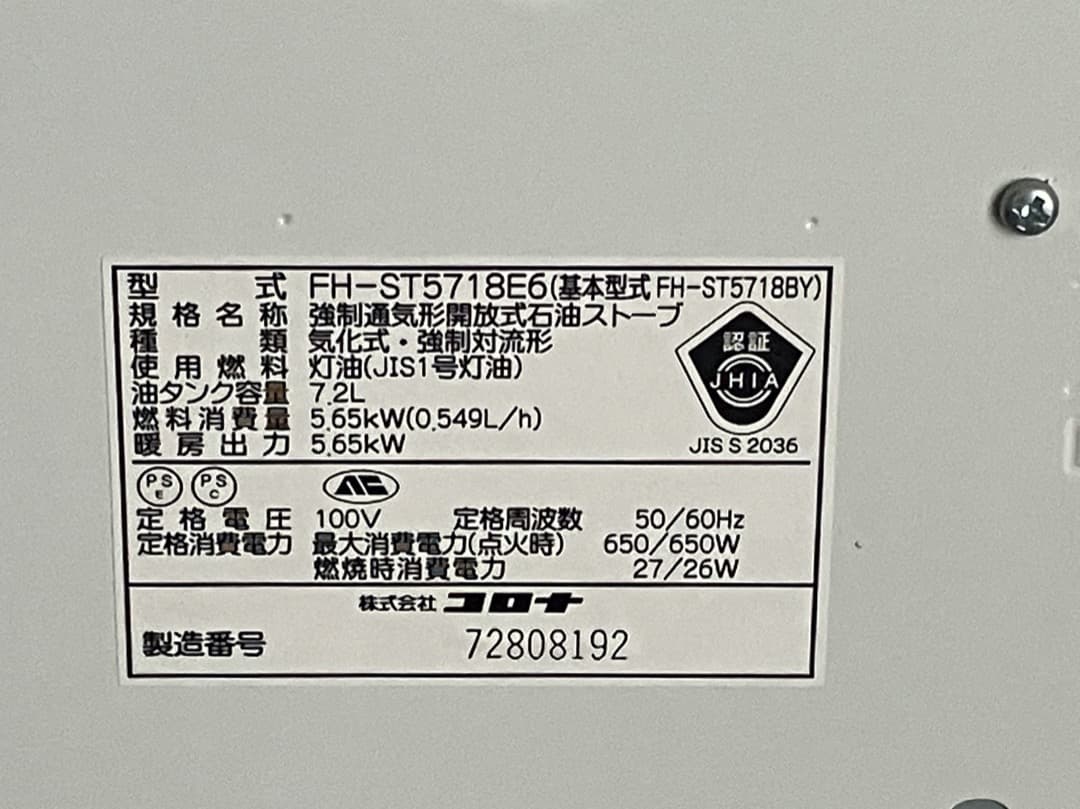 型式 FH-ST5718E6(基本型式 FH-ST5718BY)
規格名称 強制通気形開放式石油ストーブ
種類 気化式・強制対流形
使用燃料 灯油(JIS1号灯油)
油タンク容量 7.2L
燃料消費量 5.65kW(0.549L/h)
暖房出力 5.65kW
認証
JHIA
JIS S 2036
PS E PS C
定格電圧 100V 定格周波数 50/60Hz
定格消費電力 最大消費電力(点火時) 650/650W
燃焼時消費電力 27/26W
株式会社 コロナ
製造番号 72808192